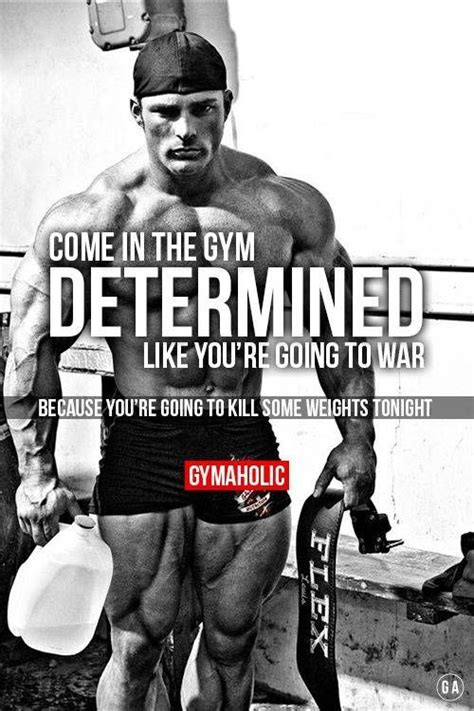 COME IN THE GYM
DETERMINED
LIKE YOU'RE GOING TO WAR
BECAUSE YOU'RE GOING TO KILL SOME WEIGHTS TONIGHT
GYMAHOLIC
FLEX
Lewis
GA